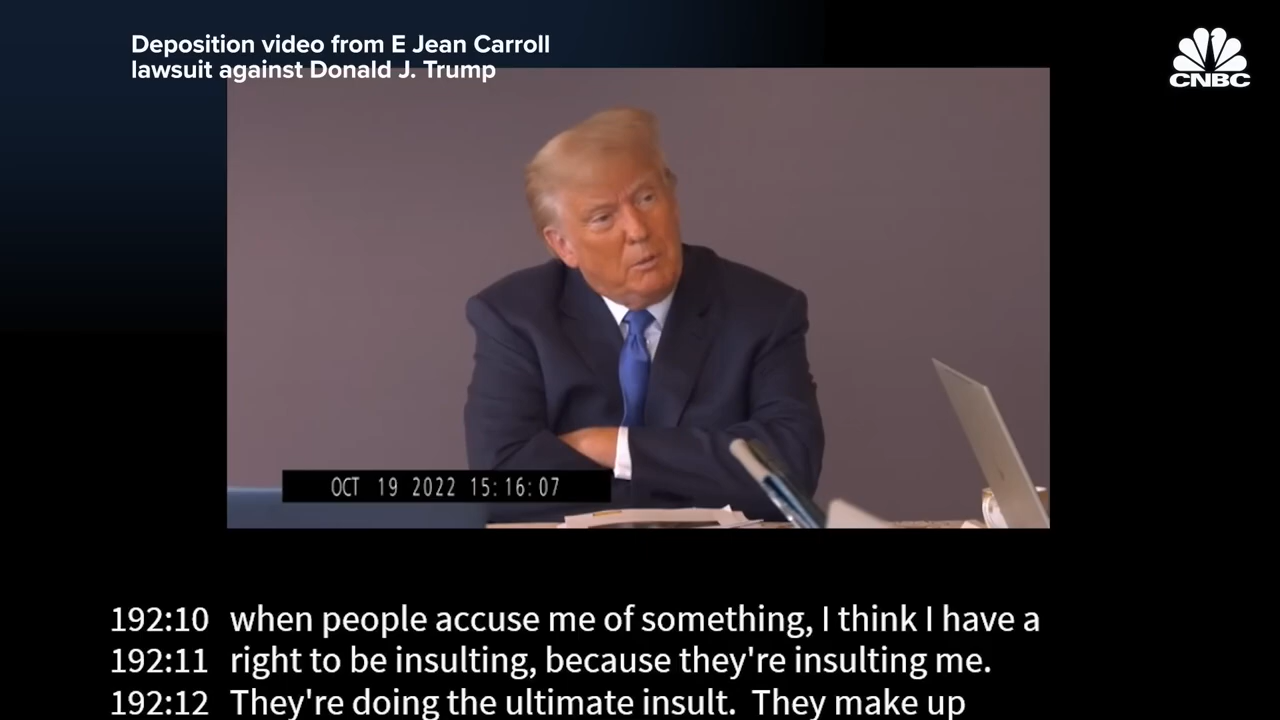 Deposition video from E Jean Carroll
lawsuit against Donald J. Trump
CNBC
OCT 19 2022 15:16:07
192:10 when people accuse me of something, I think I have a
192:11 right to be insulting, because they're insulting me.
192:12 They're doing the ultimate insult. They make up